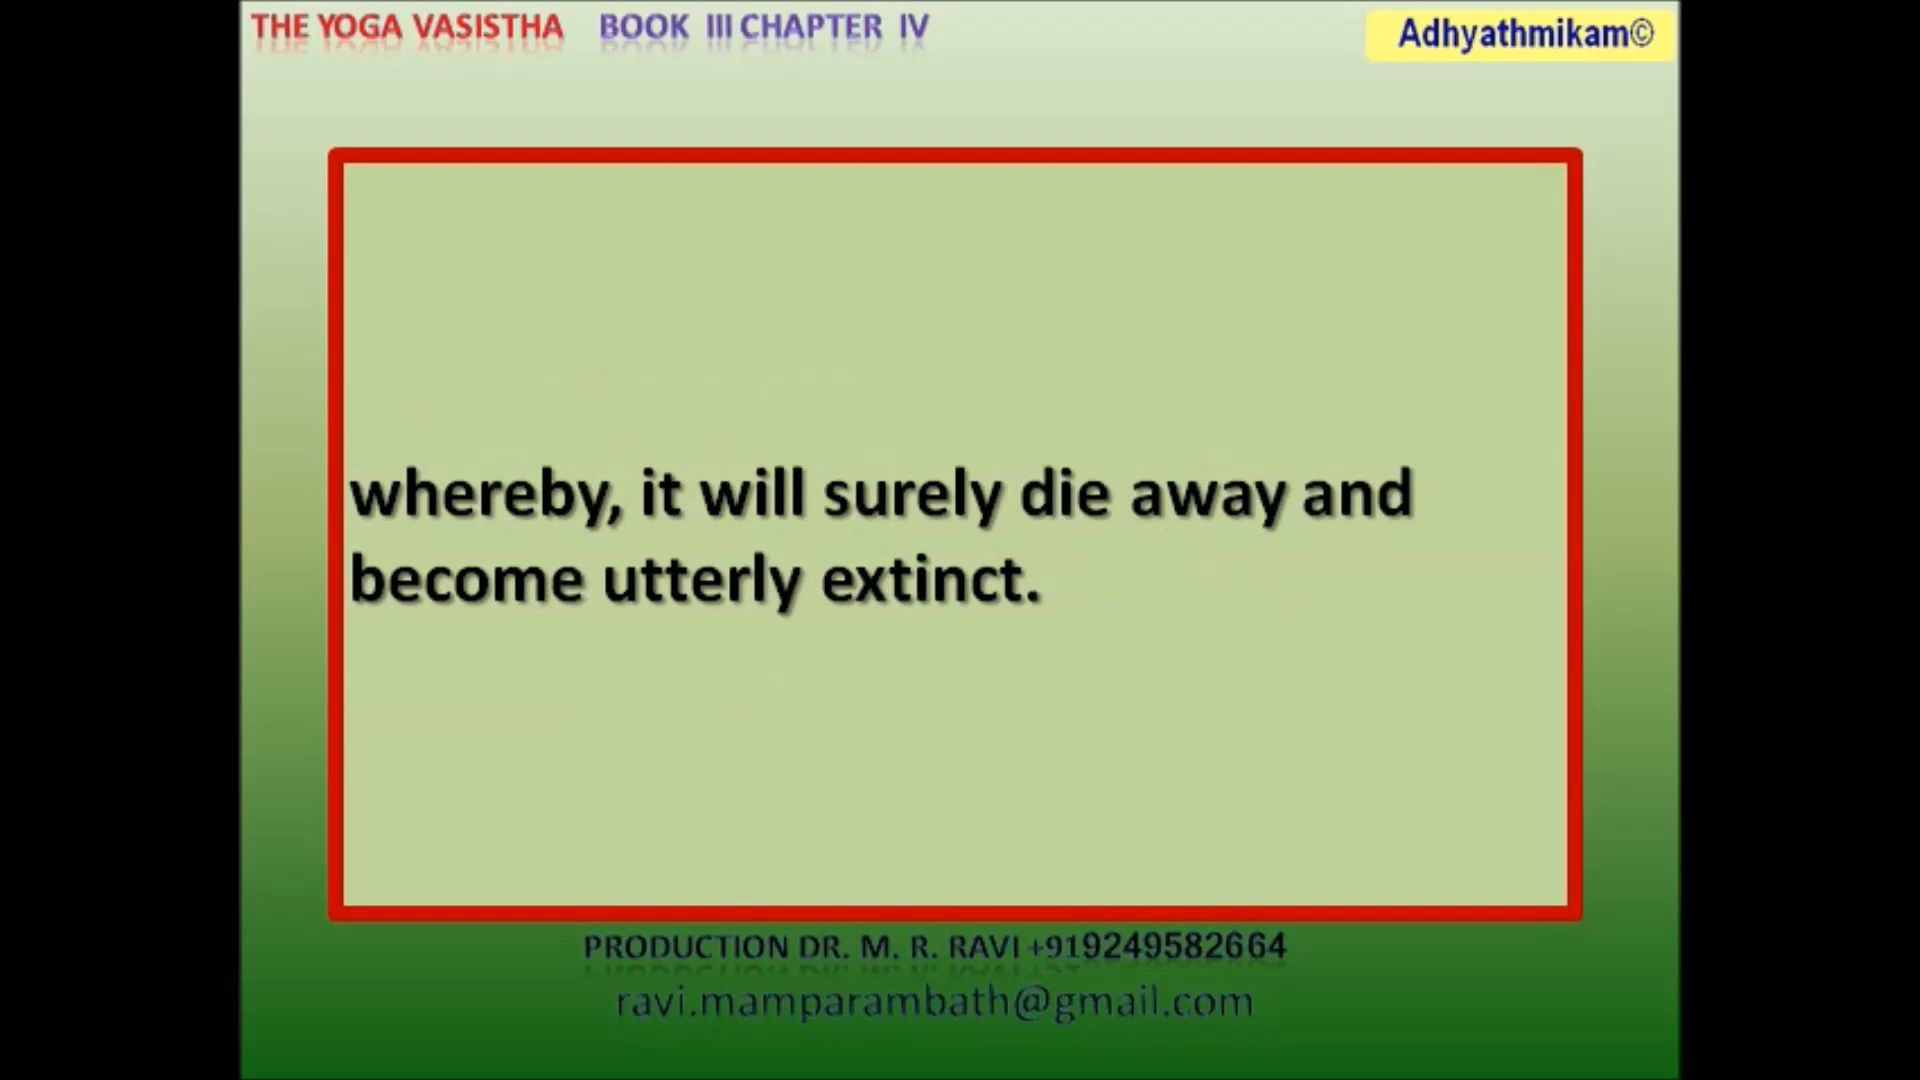 THE YOGA VASISTHA BOOK III CHAPTER IV
Adhyathmikam©
whereby, it will surely die away and
become utterly extinct.
PRODUCTION DR. M. R. RAVI +919249582664
ravi.mamparambath@gmail.com